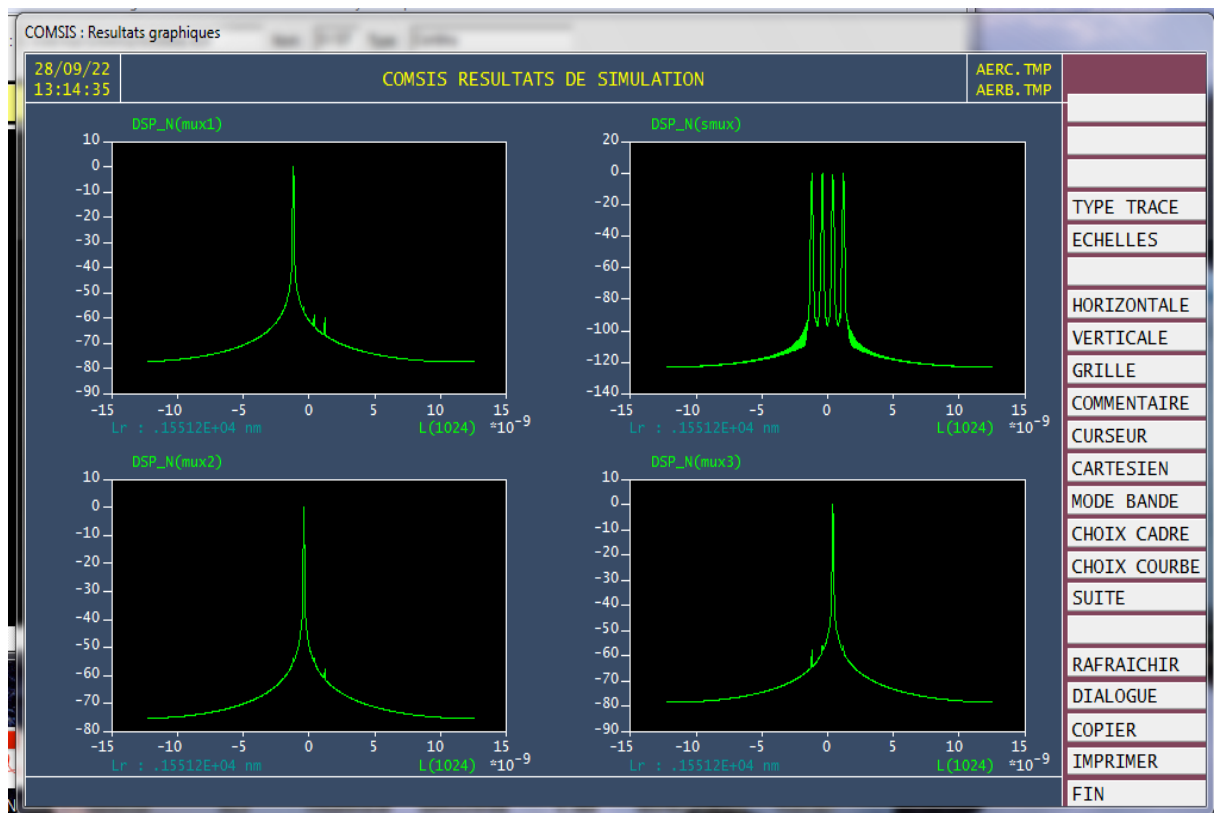 COMSIS : Resultats graphiques
28/09/22
13:14:35
COMSIS RESULTATS DE SIMULATION
AERC.TMP
AERB.TMP
DSP_N(mux1)
10
0
-10
-20
-30
-40
-50
-60
-70
-80
-90
-15 -10 -5 0 5 10 15
Lr : .15512E+04 nm L(1024) *10-9
DSP_N(smux)
20
0
-20
-40
-60
-80
-100
-120
-140
-15 -10 -5 0 5 10 15
Lr : .15512E+04 nm L(1024) *10-9
DSP_N(mux2)
10
0
-10
-20
-30
-40
-50
-60
-70
-80
-15 -10 -5 0 5 10 15
Lr : .15512E+04 nm L(1024) *10-9
DSP_N(mux3)
10
0
-10
-20
-30
-40
-50
-60
-70
-80
-90
-15 -10 -5 0 5 10 15
Lr : .15512E+04 nm L(1024) *10-9
TYPE TRACE
ECHELLES
HORIZONTALE
VERTICALE
GRILLE
COMMENTAIRE
CURSEUR
CARTESIEN
MODE BANDE
CHOIX CADRE
CHOIX COURBE
SUITE
RAFRAICHIR
DIALOGUE
COPIER
IMPRIMER
FIN